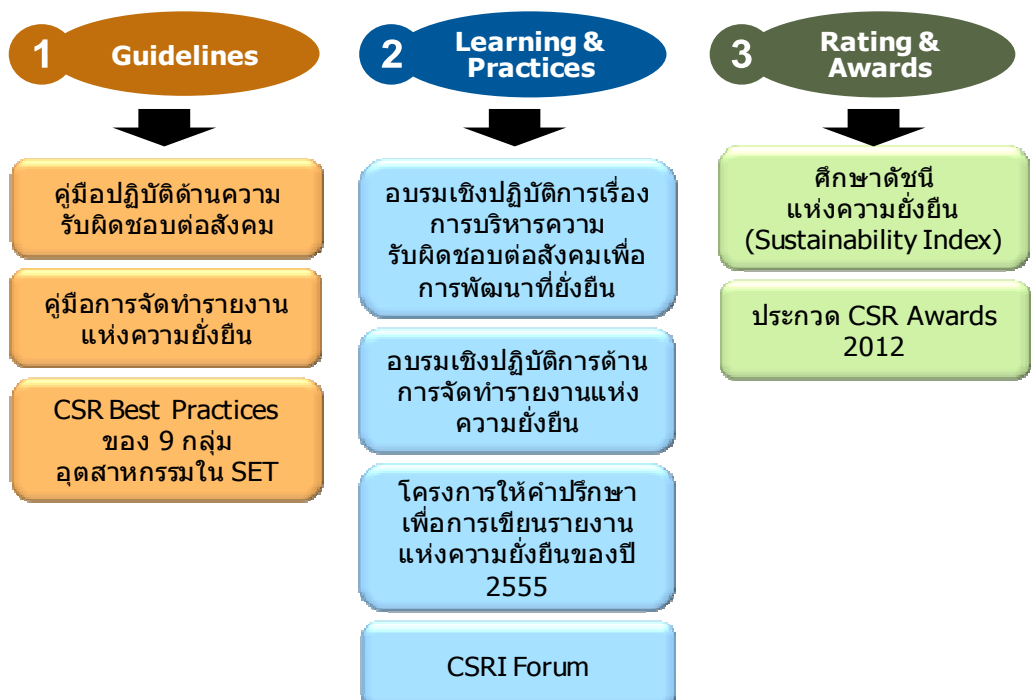 1
Guidelines
คู่มือปฏิบัติด้านความ
รับผิดชอบต่อสังคม
คู่มือการจัดทำรายงาน
แห่งความยั่งยืน
CSR Best Practices
ของ 9 กลุ่ม
อุตสาหกรรมใน SET
2
Learning &
Practices
อบรมเชิงปฏิบัติการเรื่อง
การบริหารความ
รับผิดชอบต่อสังคมเพื่อ
การพัฒนาที่ยั่งยืน
อบรมเชิงปฏิบัติการด้าน
การจัดทำรายงานแห่ง
ความยั่งยืน
โครงการให้คำปรึกษา
เพื่อการเขียนรายงาน
แห่งความยั่งยืนของปี
2555
CSRI Forum
3
Rating &
Awards
ศึกษาดัชนี
แห่งความยั่งยืน
(Sustainability Index)
ประกวด CSR Awards
2012